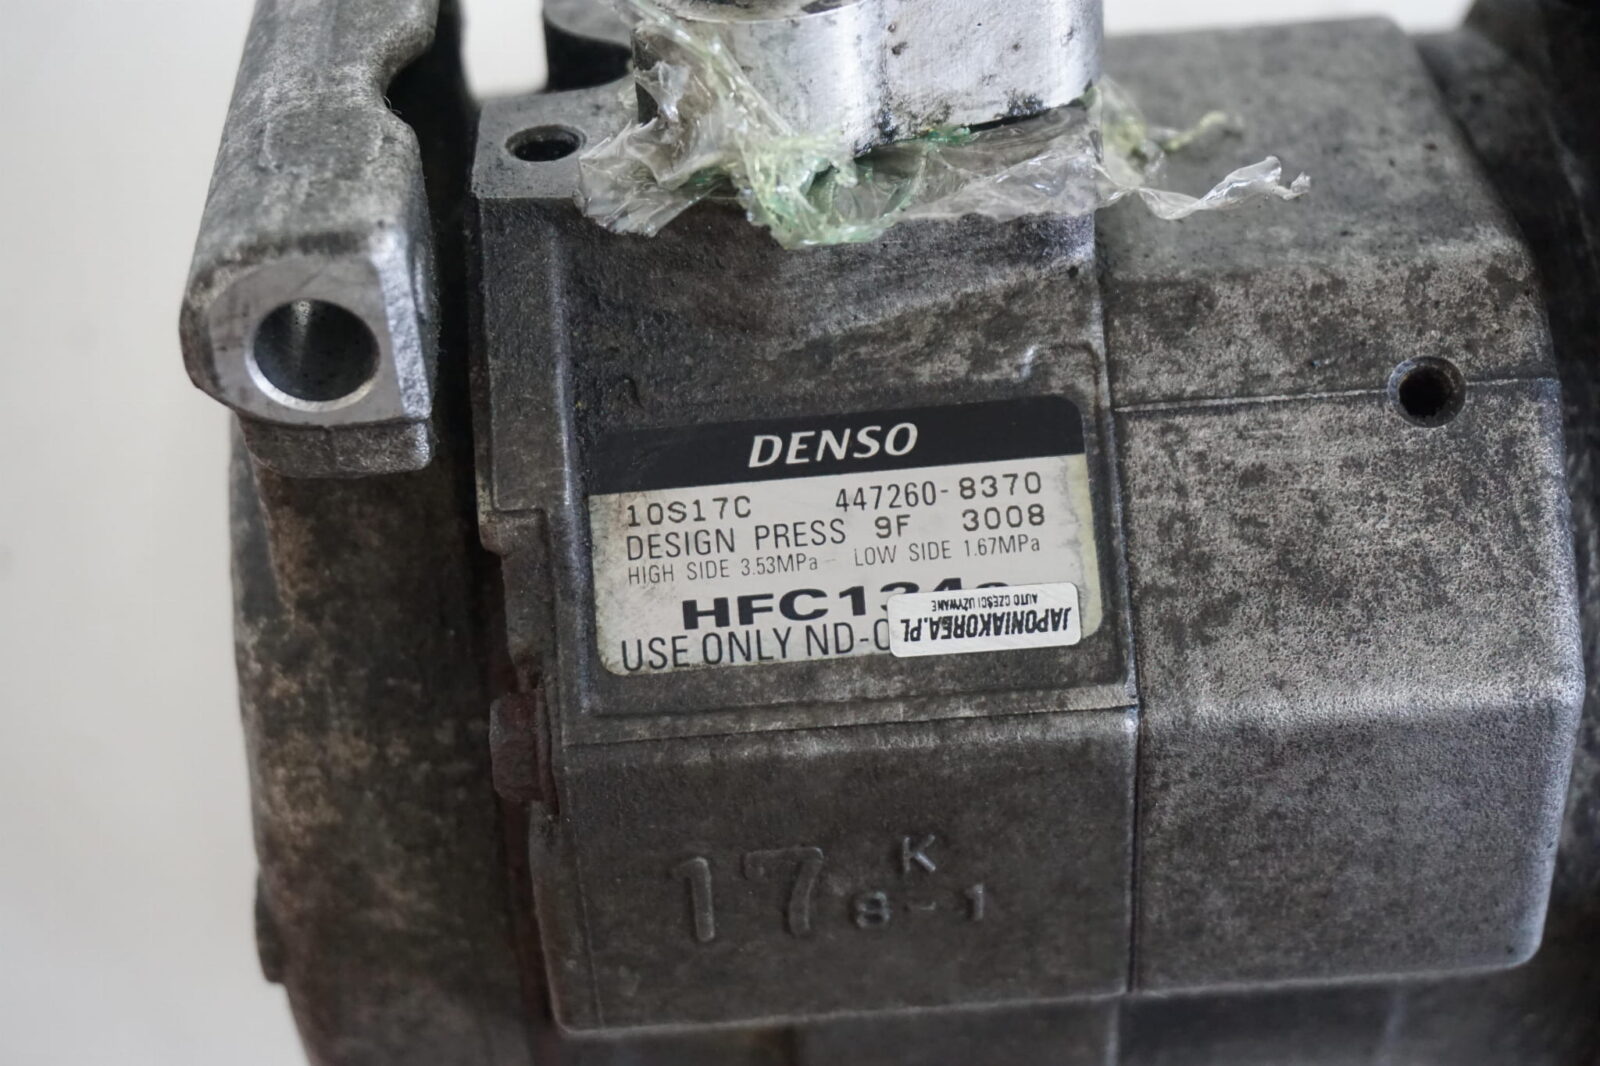 DENSO
10S17C 447260-8370
DESIGN PRESS 9F 3008
HIGH SIDE 3.53MPa LOW SIDE 1.67MPa
HFC134a
USE ONLY ND-O
JAPONIAKOREA.PL
AUTO CZĘŚCI UŻYWANE
17 K
8-1